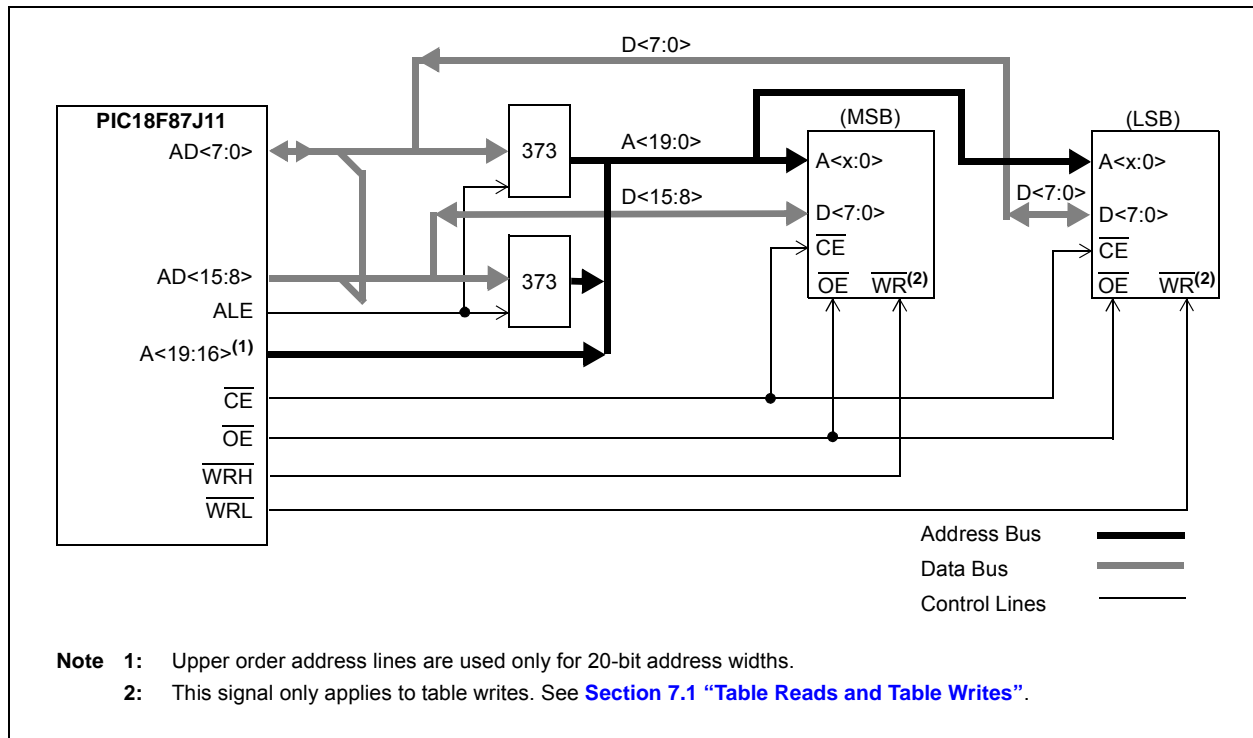 D<7:0>
PIC18F87J11
AD<7:0>
373
A<19:0>
(MSB)
A<x:0>
(LSB)
A<x:0>
D<15:8>
D<7:0>
D<7:0>
D<7:0>
CE
CE
AD<15:8>
373
OE WR(2)
OE WR(2)
ALE
A<19:16>(1)
CE
OE
WRH
WRL
Address Bus
Data Bus
Control Lines
Note 1: Upper order address lines are used only for 20-bit address widths.
2: This signal only applies to table writes. See Section 7.1 “Table Reads and Table Writes”.